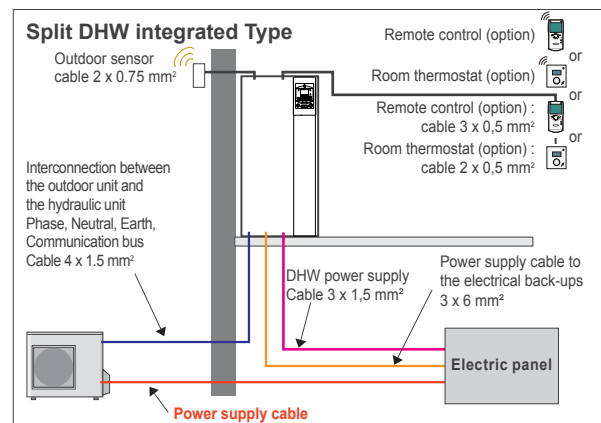 Split DHW integrated Type
Outdoor sensor
cable 2 x 0.75 mm²
Remote control (option)
or
Room thermostat (option)
or
Remote control (option) :
cable 3 x 0,5 mm²
or
Room thermostat (option) :
cable 2 x 0,5 mm²
Interconnection between
the outdoor unit and
the hydraulic unit
Phase, Neutral, Earth,
Communication bus
Cable 4 x 1.5 mm²
DHW power supply
Cable 3 x 1,5 mm²
Power supply cable to
the electrical back-ups
3 x 6 mm²
Electric panel
Power supply cable